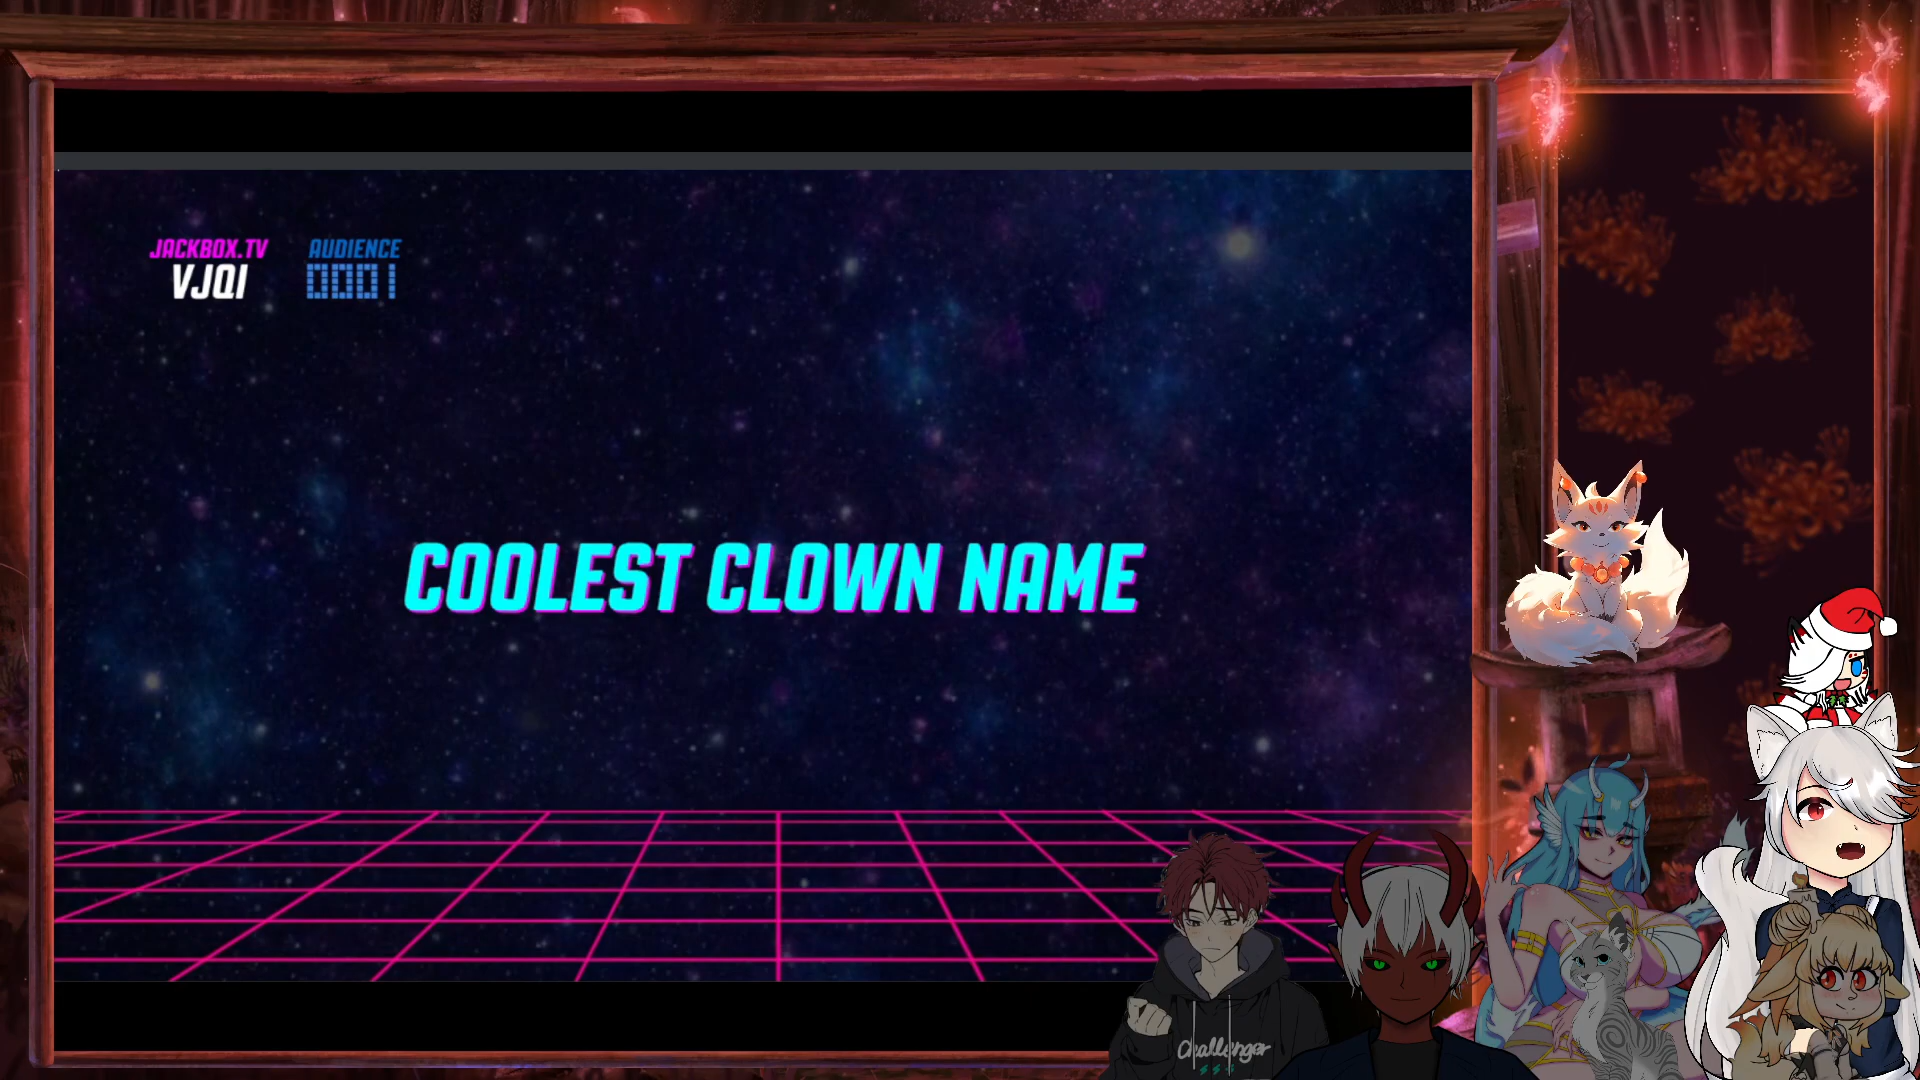 JACKBOX.TV
VJQI
AUDIENCE
0001
COOLEST CLOWN NAME
Challenger